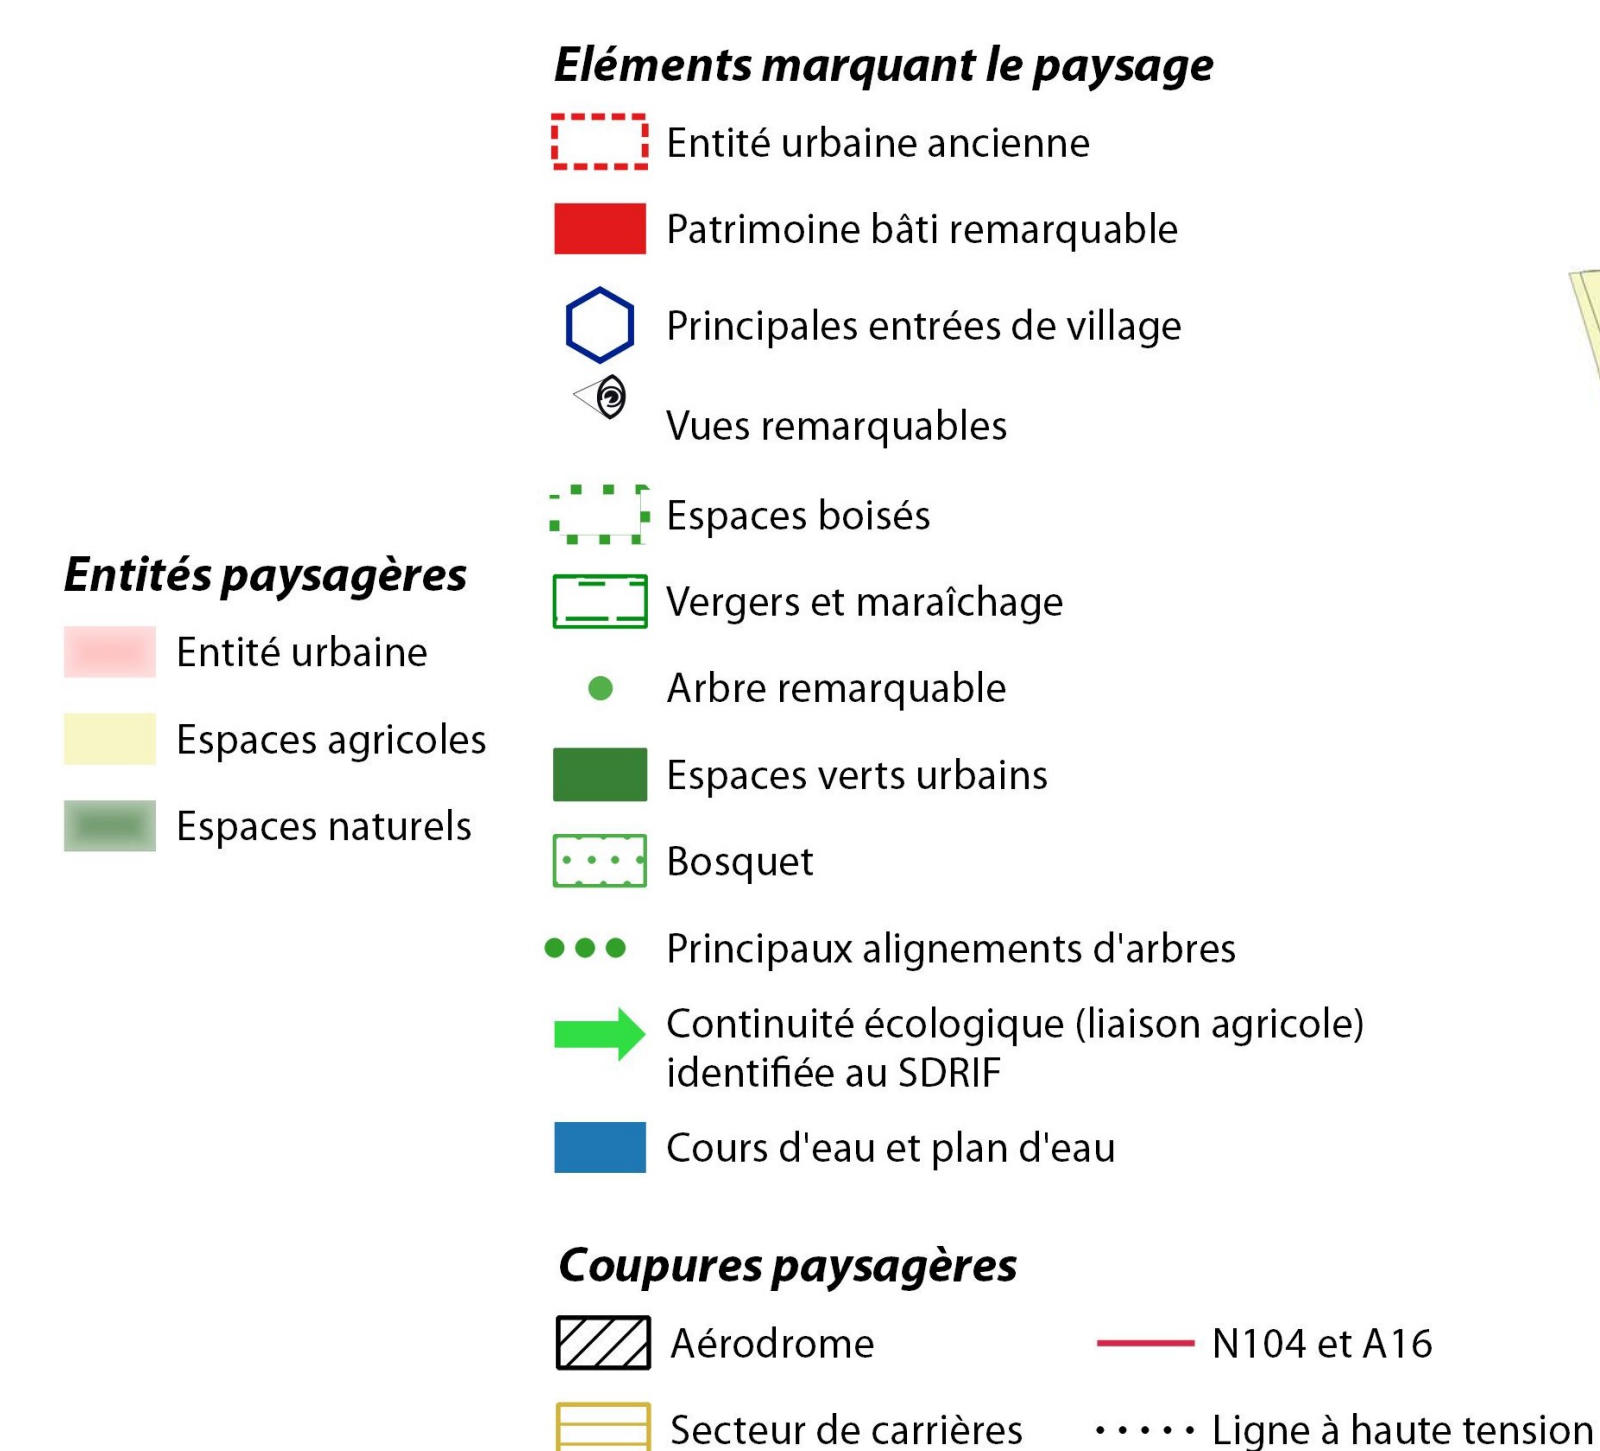 Eléments marquant le paysage
Entité urbaine ancienne
Patrimoine bâti remarquable
Principales entrées de village
Vues remarquables
Espaces boisés
Vergers et maraîchage
Arbre remarquable
Espaces verts urbains
Bosquet
Principaux alignements d'arbres
Continuité écologique (liaison agricole)
identifiée au SDRIF
Cours d'eau et plan d'eau
Entités paysagères
Entité urbaine
Espaces agricoles
Espaces naturels
Coupures paysagères
Aérodrome
N104 et A16
Secteur de carrières
Ligne à haute tension